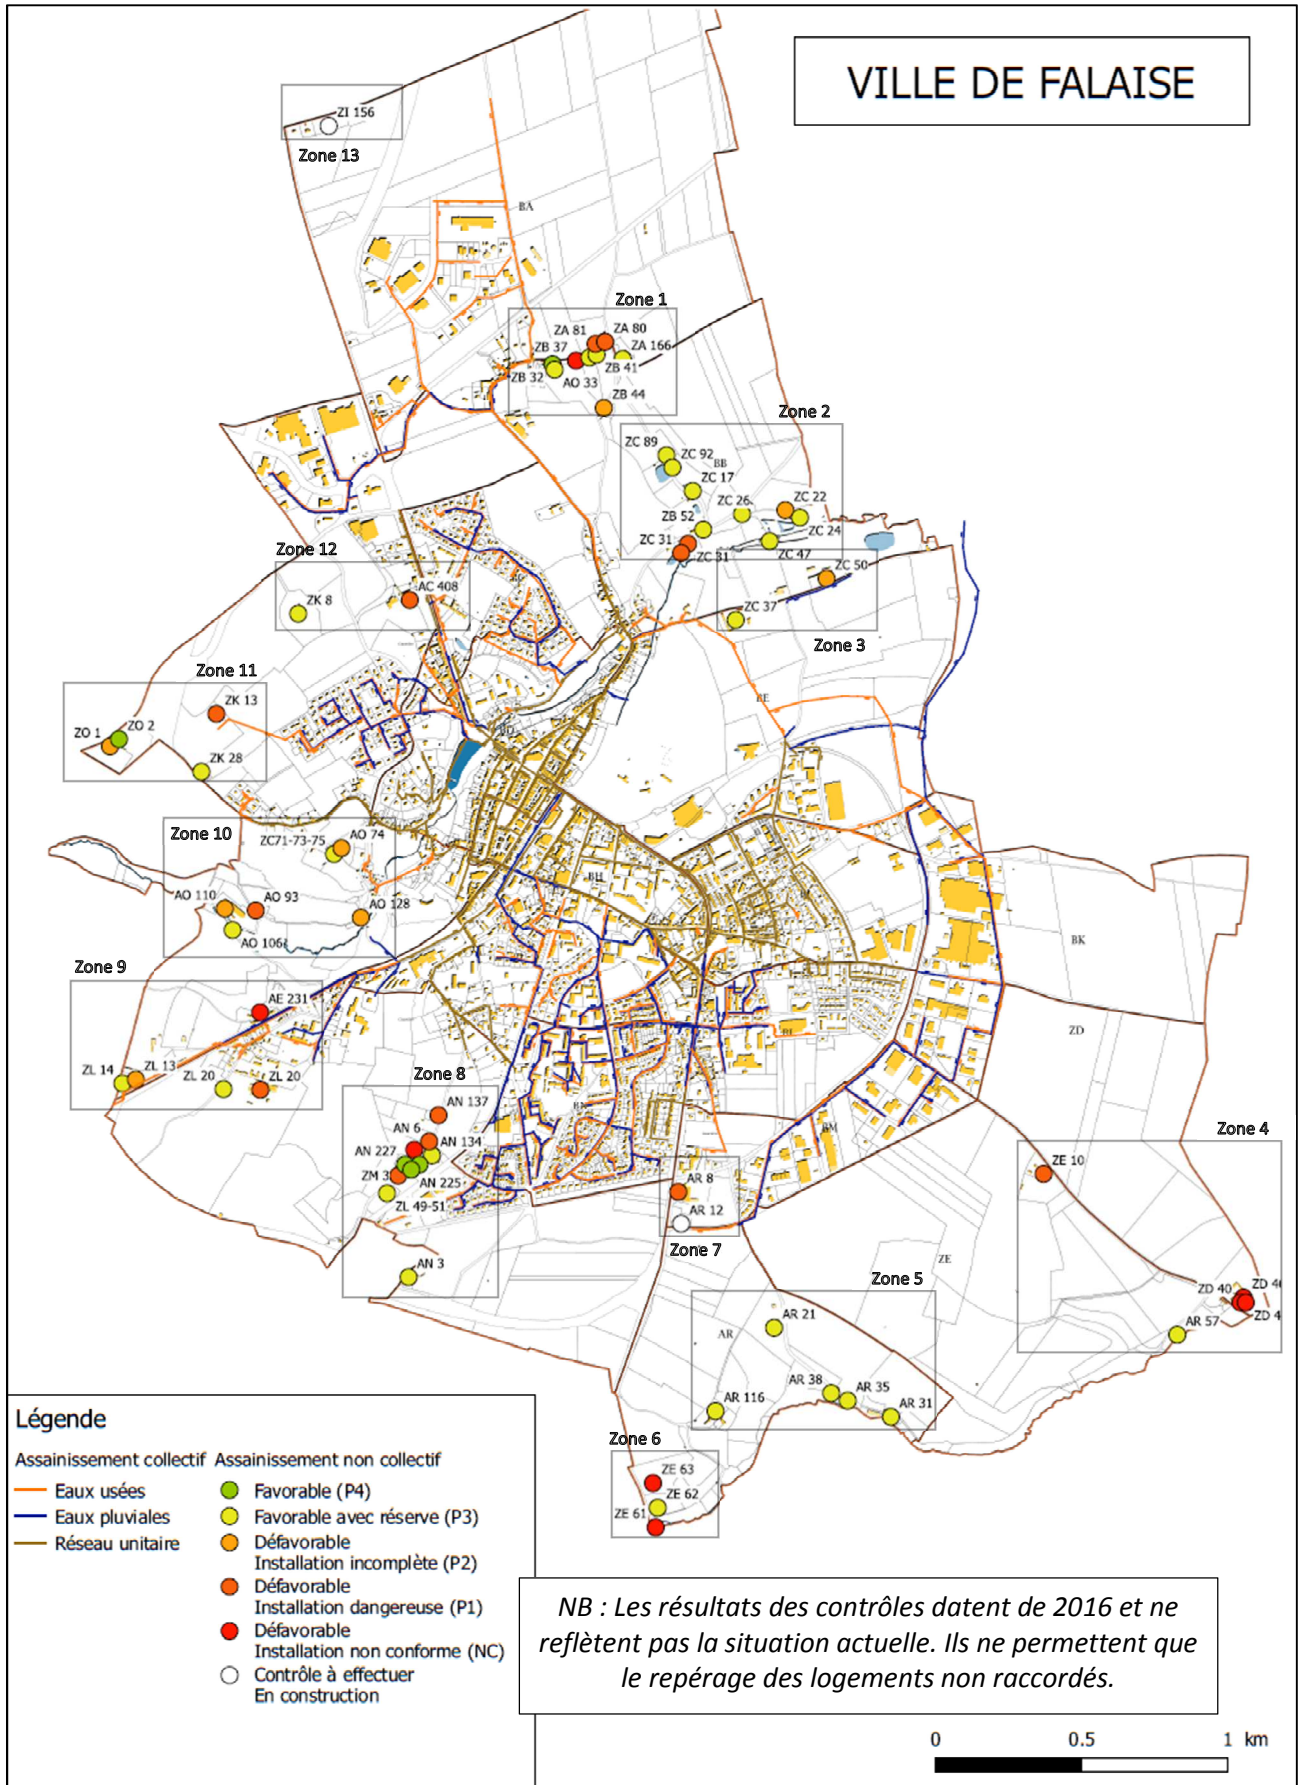 VILLE DE FALAISE
ZI 156
Zone 13
BA
Zone 1
ZA 81
ZA 80
ZB 37
ZA 166
ZB 32
ZB 41
AO 33
ZB 44
Zone 2
ZC 89
ZC 92
BB
ZC 17
ZC 26
ZC 22
ZB 52
ZC 24
ZC 31
ZC 31
ZC 47
Zone 12
ZC 50
AC 408
ZK 8
ZC 37
Zone 3
Zone 11
ZK 13
ZO 2
ZO 1
ZK 28
Zone 10
AO 74
ZC71-73-75
BH
AO 110
AO 93
AO 128
AO 106
BK
Zone 9
AE 231
ZD
ZL 14
ZL 13
ZL 20
ZL 20
Zone 8
AN 137
BN
BM
AN 6
AN 134
Zone 4
AN 227
ZE 10
ZM 3
AN 225
AR 8
ZL 49-51
AR 12
Zone 7
ZE
AN 3
Zone 5
ZD 40
ZD 4
AR 21
AR
AR 57
AR 38
AR 35
AR 116
AR 31
Zone 6
ZE 63
ZE 62
ZE 61
Légende
Assainissement collectif
Eaux usées
Eaux pluviales
Réseau unitaire
Assainissement non collectif
Favorable (P4)
Favorable avec réserve (P3)
Défavorable
Installation incomplète (P2)
Défavorable
Installation dangereuse (P1)
Défavorable
Installation non conforme (NC)
Contrôle à effectuer
En construction
NB : Les résultats des contrôles datent de 2016 et ne
reflètent pas la situation actuelle. Ils ne permettent que
le repérage des logements non raccordés.
0 0.5 1 km